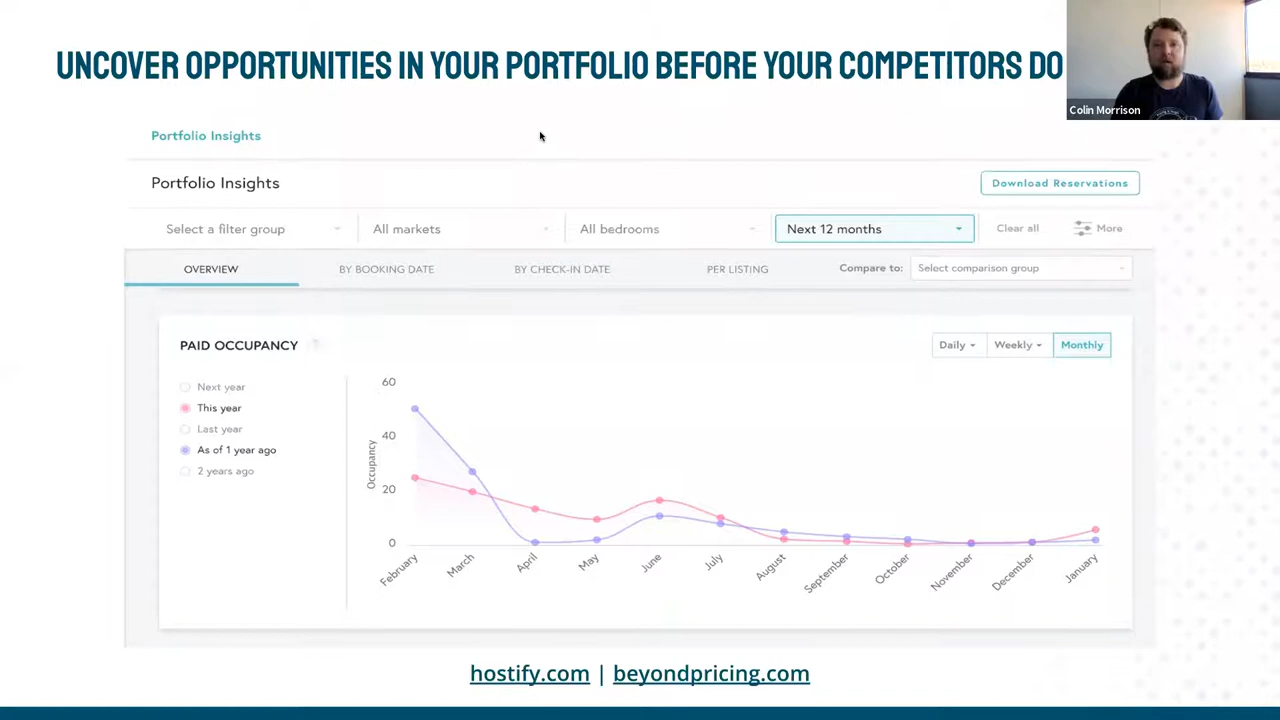 UNCOVER OPPORTUNITIES IN YOUR PORTFOLIO BEFORE YOUR COMPETITORS DO
Colin Morrison
Portfolio Insights
Portfolio Insights
Download Reservations
Select a filter group
All markets
All bedrooms
Next 12 months
Clear all
More
OVERVIEW
BY BOOKING DATE
BY CHECK-IN DATE
PER LISTING
Compare to:
Select comparison group
PAID OCCUPANCY
?
Daily
Weekly
Monthly
Next year
This year
Last year
As of 1 year ago
2 years ago
Occupancy
60
40
20
0
February
March
April
May
June
July
August
September
October
November
December
January
hostify.com | beyondpricing.com